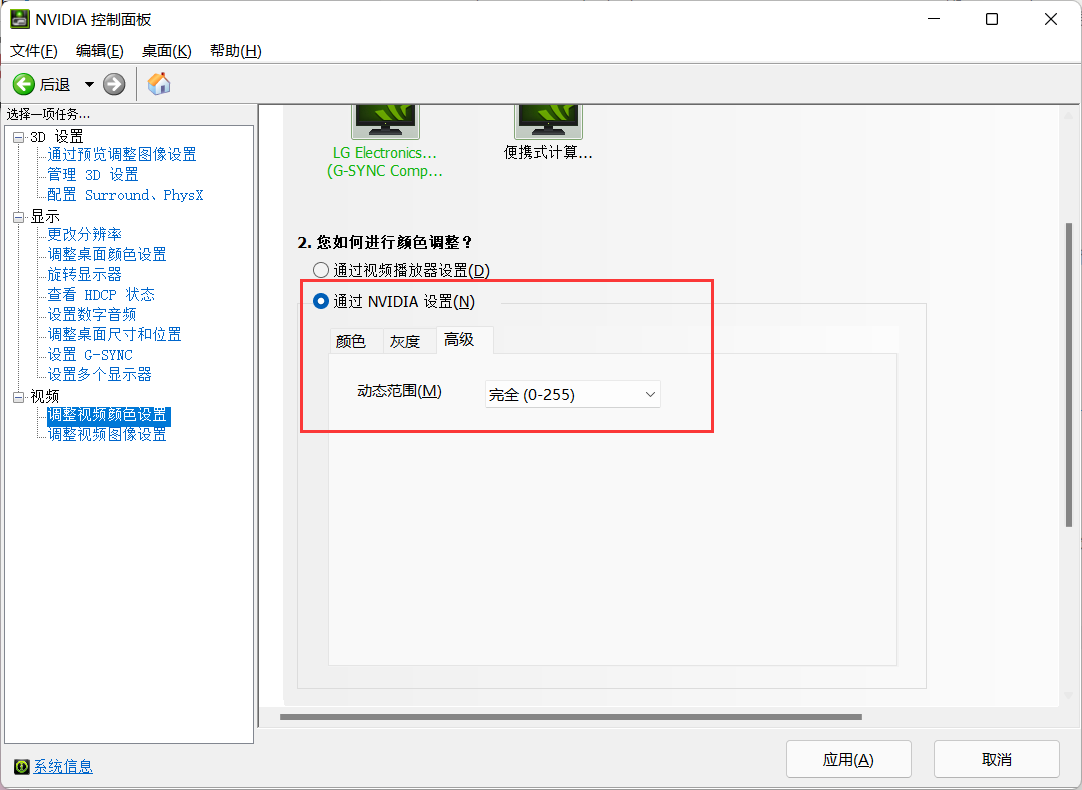 NVIDIA 控制面板
文件(F) 编辑(E) 桌面(K) 帮助(H)
后退
选择一项任务...
3D 设置
通过预览调整图像设置
管理 3D 设置
配置 Surround、PhysX
显示
更改分辨率
调整桌面颜色设置
旋转显示器
查看 HDCP 状态
设置数字音频
调整桌面尺寸和位置
设置 G-SYNC
设置多个显示器
视频
调整视频颜色设置
调整视频图像设置
系统信息
LG Electronics...
(G-SYNC Comp...
便携式计算...
2. 您如何进行颜色调整？
通过视频播放器设置(D)
通过 NVIDIA 设置(N)
颜色 灰度 高级
动态范围(M) 完全 (0-255)
应用(A) 取消